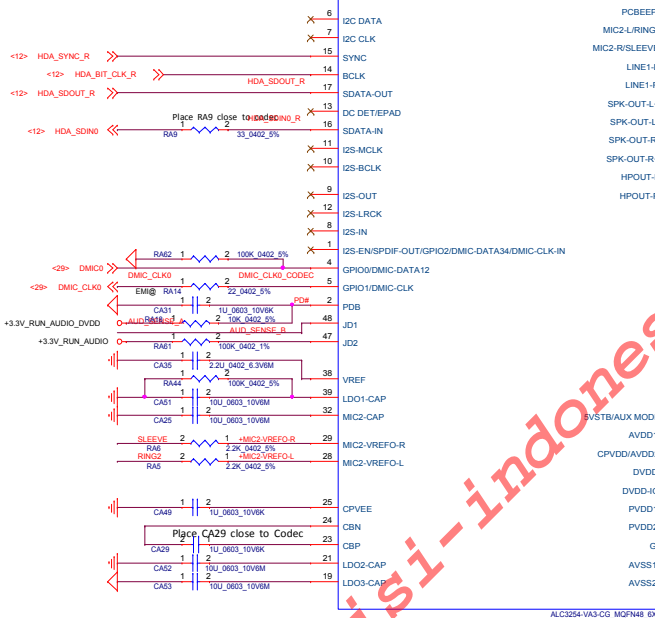 6 I2C DATA PCBEEP
7 I2C CLK MIC2-L/RING
<12> HDA_SYNC_R 15 SYNC MIC2-R/SLEEVE
<12> HDA_BIT_CLK_R 14 BCLK LINE1-
HDA_SDOUT_R
<12> HDA_SDOUT_R 17 SDATA-OUT LINE1-
13 DC DET/EPAD SPK-OUT-L
Place RA9 close to codec
<12> HDA_SDIN0 1 2 16 SDATA-IN SPK-OUT-L
RA9 33_0402_5%
11 I2S-MCLK SPK-OUT-R
10 I2S-BCLK SPK-OUT-R
HPOUT-
9 I2S-OUT HPOUT-
12 I2S-LRCK
8 I2S-IN
1 I2S-EN/SPDIF-OUT/GPIO2/DMIC-DATA34/DMIC-CLK-IN
RA62 1 2 100K_0402_5%
<29> DMIC0 4 GPIO0/DMIC-DATA12
DMIC_CLK0 DMIC_CLK0_CODEC
<29> DMIC_CLK0 1 2 5 GPIO1/DMIC-CLK
EMI@ RA14 22_0402_5%
PD#
1 2 2 PDB
CA31 1U_0603_10V6K
+3.3V_RUN_AUDIO_DVDD AUD_SENSE_A 1 2 10K_0402_5% 48 JD1
AUD_SENSE_B
+3.3V_RUN_AUDIO 1 2 47 JD2
RA61 100K_0402_1%
1 2
CA35 2.2U_0402_6.3V6M
1 2 38 VREF
RA44 100K_0402_5%
1 2 39 LDO1-CAP
CA51 10U_0603_10V6M
1 2 32 MIC2-CAP
CA25 10U_0603_10V6M 5VSTB/AUX MOD
SLEEVE 2 1 +MIC2-VREFO-R 29 MIC2-VREFO-R AVDD1
RA6 2.2K_0402_5%
RING2 2 1 +MIC2-VREFO-L 28 MIC2-VREFO-L CPVDD/AVDD2
RA5 2.2K_0402_5%
DVDD
DVDD-IO
1 2 25 CPVEE PVDD1
CA49 1U_0603_10V6K
24 CBN PVDD2
Place CA29 close to Codec
2 1 23 CBP G
CA29 1U_0603_10V6K
1 2 21 LDO2-CAP AVSS1
CA52 10U_0603_10V6M
1 2 19 LDO3-CAP AVSS2
CA53 10U_0603_10V6M
isi-indones
ALC3254-VA3-CG MQFN48 6X